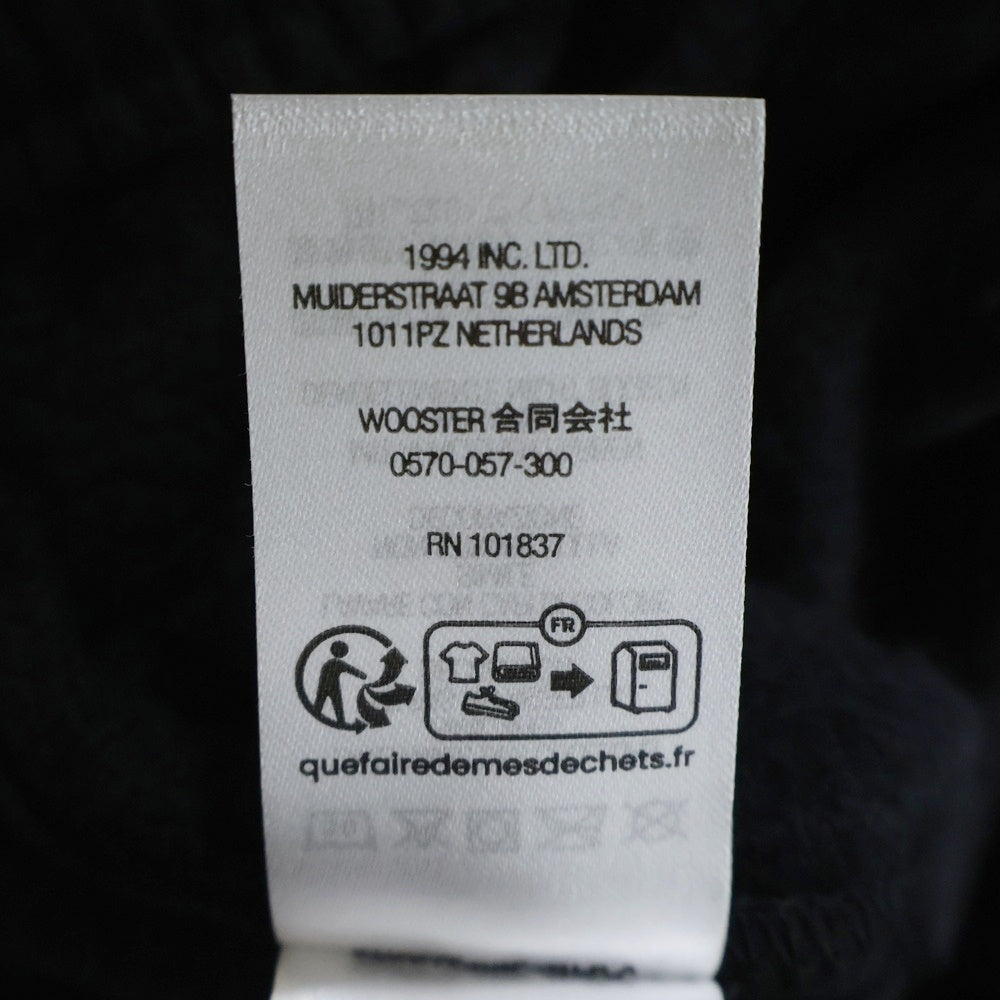 1994 INC. LTD.
MUIDERSTRAAT 9B AMSTERDAM
1011PZ NETHERLANDS
WOOSTER 合同会社
0570-057-300
RN 101837
FR
quefairedemesdechets.fr